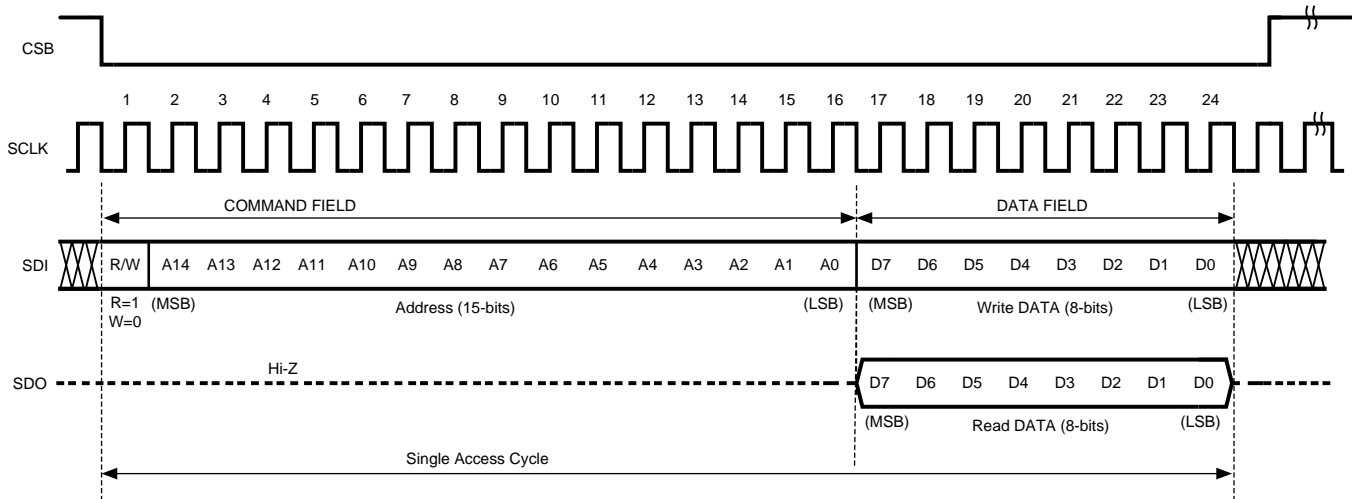 CSB
1 2 3 4 5 6 7 8 9 10 11 12 13 14 15 16 17 18 19 20 21 22 23 24
SCLK
COMMAND FIELD DATA FIELD
SDI R/W A14 A13 A12 A11 A10 A9 A8 A7 A6 A5 A4 A3 A2 A1 A0 D7 D6 D5 D4 D3 D2 D1 D0
R=1 (MSB) Address (15-bits) (LSB) (MSB) Write DATA (8-bits) (LSB)
W=0
Hi-Z
SDO D7 D6 D5 D4 D3 D2 D1 D0
(MSB) Read DATA (8-bits) (LSB)
Single Access Cycle